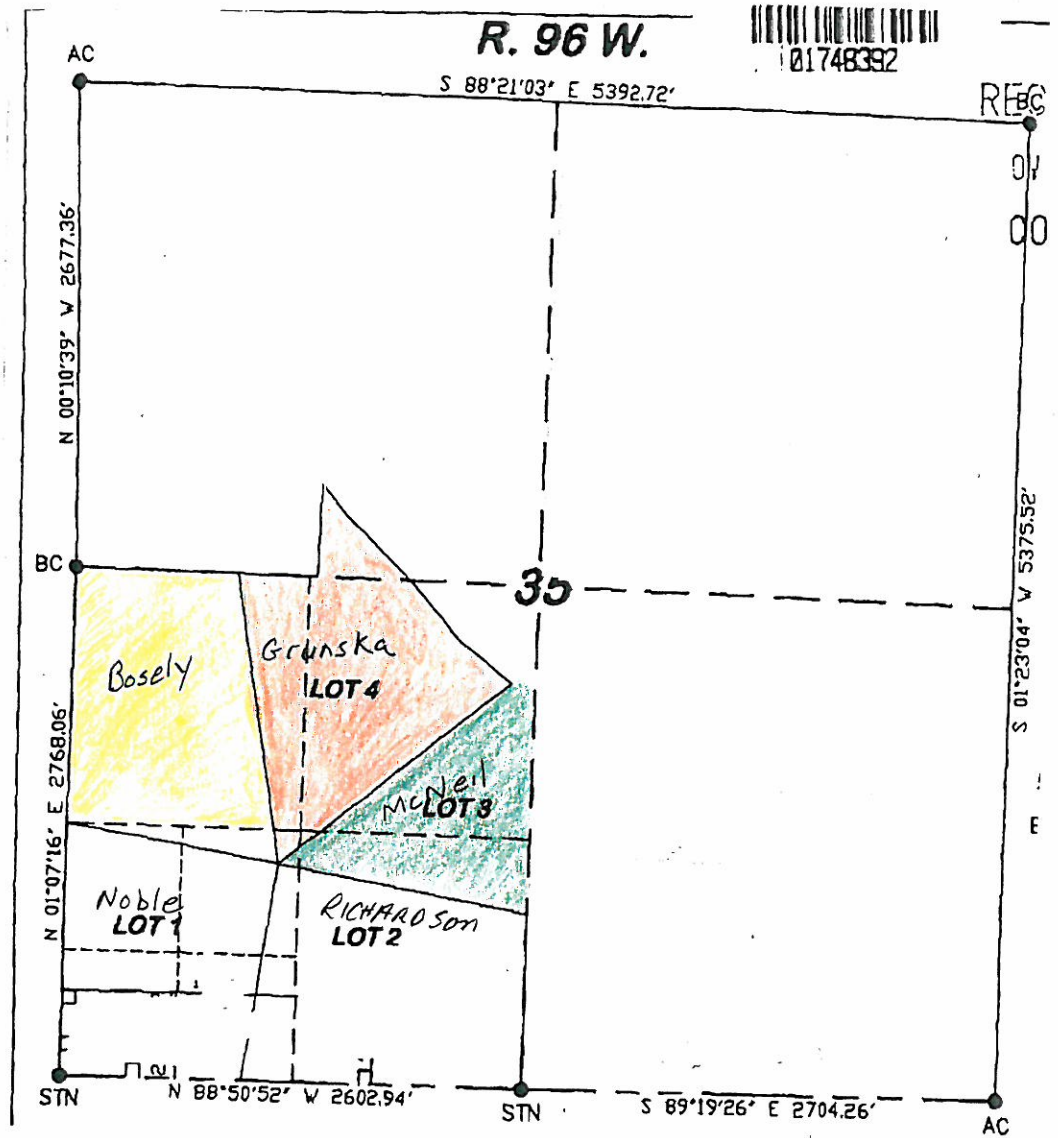 R. 96 W.
01748392
AC
S 88°21'03" E 5392.72'
BC
N 00°10'39" W 2677.36'
BC
35
S 01°23'04" W 5375.52'
Grunska
LOT 4
Bosely
N 01°07'16" E 2768.06'
McNeil
LOT 3
E
Noble
LOT 1
RICHARDSON
LOT 2
STN
N 88°50'52" W 2602.94'
STN
S 89°19'26" E 2704.26'
AC